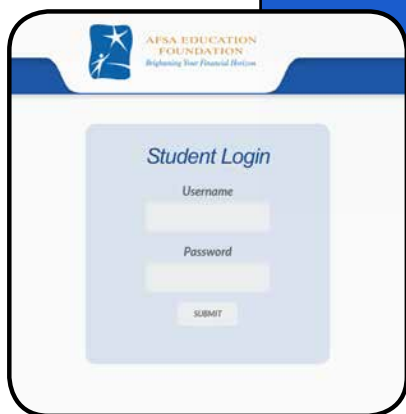 AFSA EDUCATION
FOUNDATION
Brightening Your Financial Horizon
Student Login
Username
Password
SUBMIT